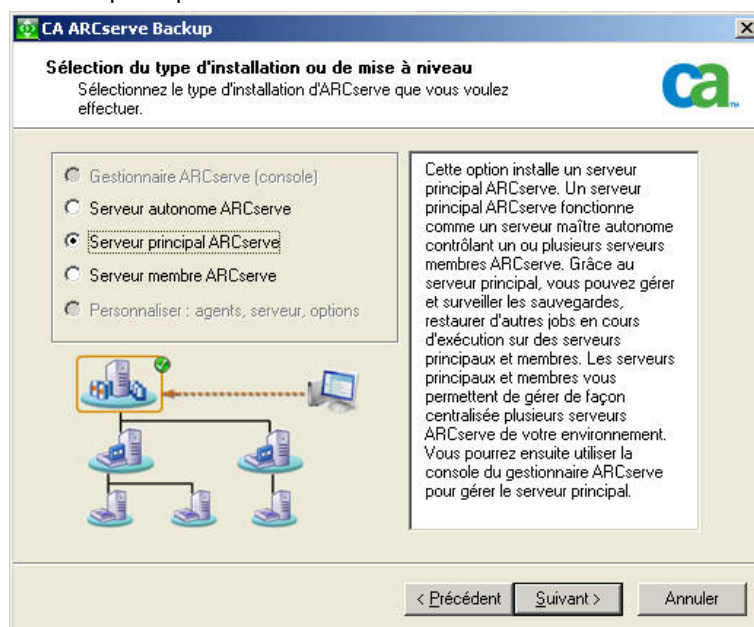 CA ARCserve Backup
Sélection du type d'installation ou de mise à niveau
Sélectionnez le type d'installation d'ARCserve que vous voulez
effectuer.
ca
Gestionnaire ARCserve (console)
Serveur autonome ARCserve
Serveur principal ARCserve
Serveur membre ARCserve
Personnaliser : agents, serveur, options
Cette option installe un serveur
principal ARCserve. Un serveur
principal ARCserve fonctionne
comme un serveur maître autonome
contrôlant un ou plusieurs serveurs
membres ARCserve. Grâce au
serveur principal, vous pouvez gérer
et surveiller les sauvegardes,
restaurer d'autres jobs en cours
d'exécution sur des serveurs
principaux et membres. Les serveurs
principaux et membres vous
permettent de gérer de façon
centralisée plusieurs serveurs
ARCserve de votre environnement.
Vous pourrez ensuite utiliser la
console du gestionnaire ARCserve
pour gérer le serveur principal.
< Précédent
Suivant >
Annuler